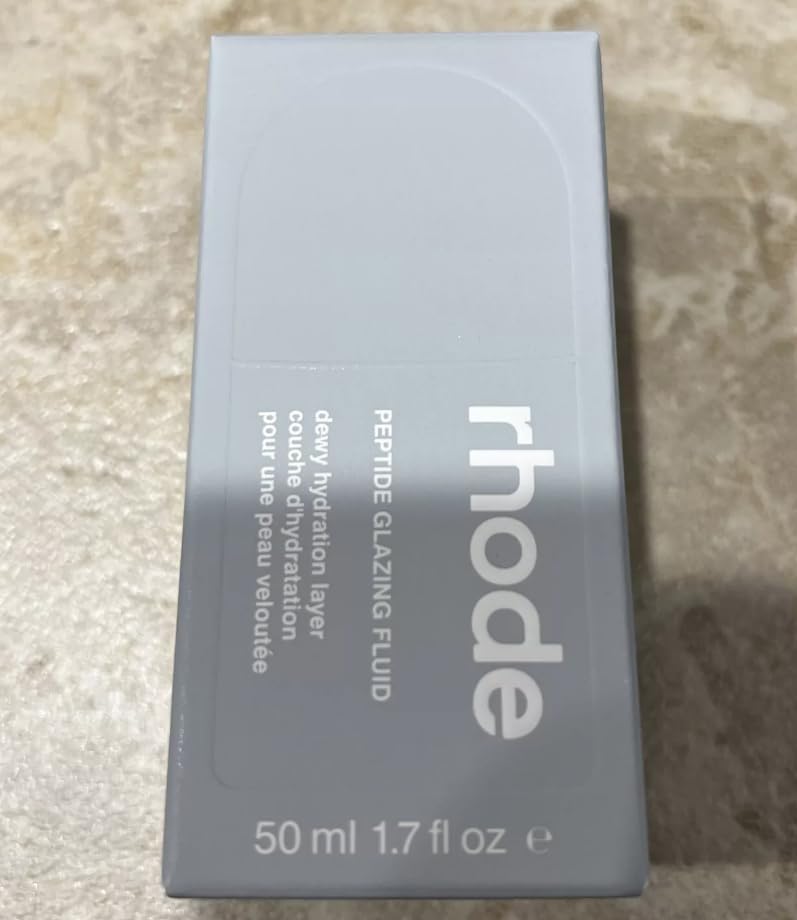 rhode
PEPTIDE GLAZING FLUID
dewy hydration layer
couche d'hydratation
pour une peau veloutée
50 ml 1.7 fl oz ℮